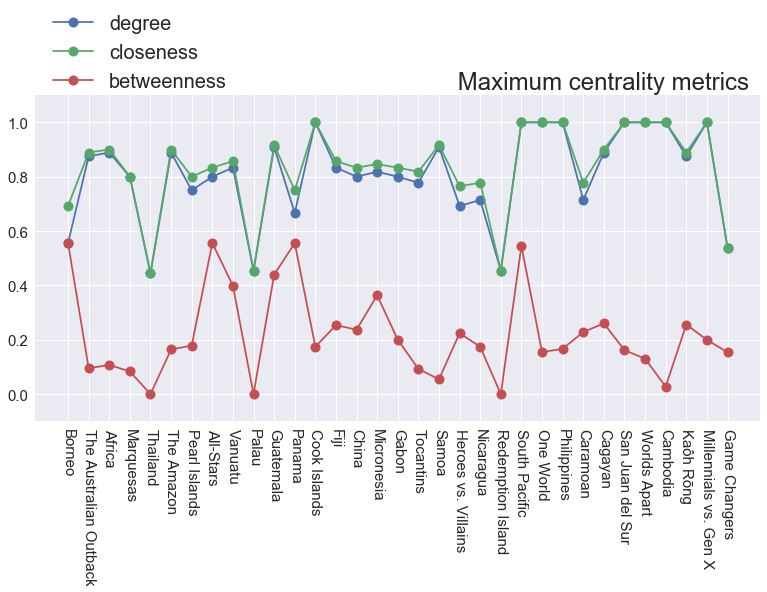 degree
closeness
betweenness
Maximum centrality metrics
1.0
0.8
0.6
0.4
0.2
0.0
Borneo
The Australian Outback
Africa
Marquesas
Thailand
The Amazon
Pearl Islands
All-Stars
Vanuatu
Palau
Guatemala
Panama
Cook Islands
Fiji
China
Micronesia
Gabon
Tocantins
Samoa
Heroes vs. Villains
Nicaragua
Redemption Island
South Pacific
One World
Philippines
Caramoan
Cagayan
San Juan del Sur
Worlds Apart
Cambodia
Kaôh Rōng
Millennials vs. Gen X
Game Changers